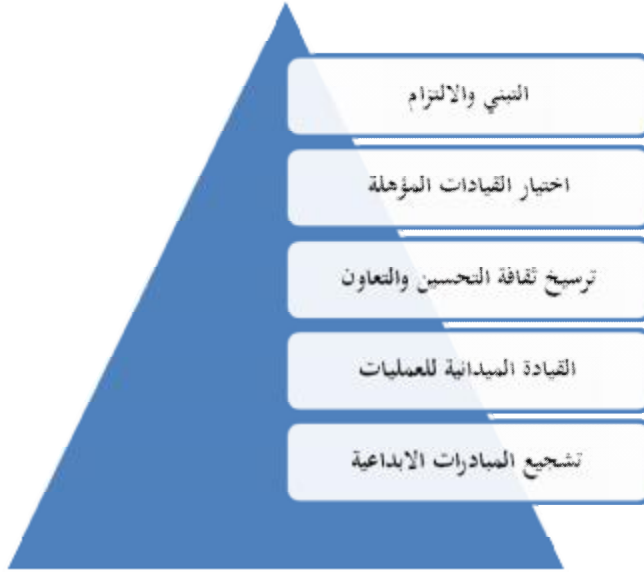 التبني والالتزام
اختيار القيادات المؤهلة
ترسيخ ثقافة التحسين والتعاون
القيادة الميدانية للعمليات
تشجيع المبادرات الابداعية